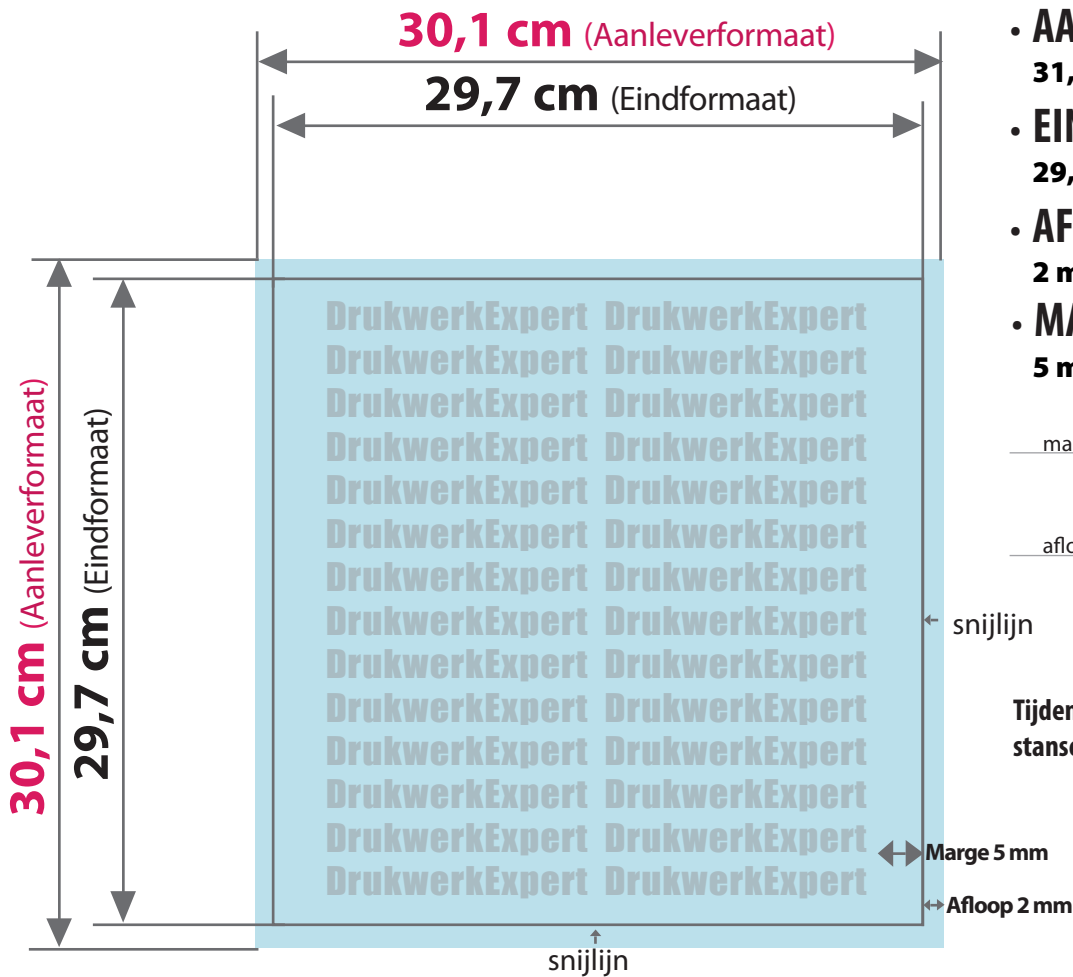 30,1 cm (Aanleverformaat)
29,7 cm (Eindformaat)
30,1 cm (Aanleverformaat)
29,7 cm (Eindformaat)
DrukwerkExpert DrukwerkExpert
DrukwerkExpert DrukwerkExpert
DrukwerkExpert DrukwerkExpert
DrukwerkExpert DrukwerkExpert
DrukwerkExpert DrukwerkExpert
DrukwerkExpert DrukwerkExpert
DrukwerkExpert DrukwerkExpert
DrukwerkExpert DrukwerkExpert
DrukwerkExpert DrukwerkExpert
DrukwerkExpert DrukwerkExpert
DrukwerkExpert DrukwerkExpert
DrukwerkExpert DrukwerkExpert
DrukwerkExpert DrukwerkExpert
DrukwerkExpert DrukwerkExpert
snijlijn
Marge 5 mm
Afloop 2 mm
snijlijn
• AA
31,
• EIN
29,
• AF
2 m
• MA
5 m
ma
aflo
Tijden
stans